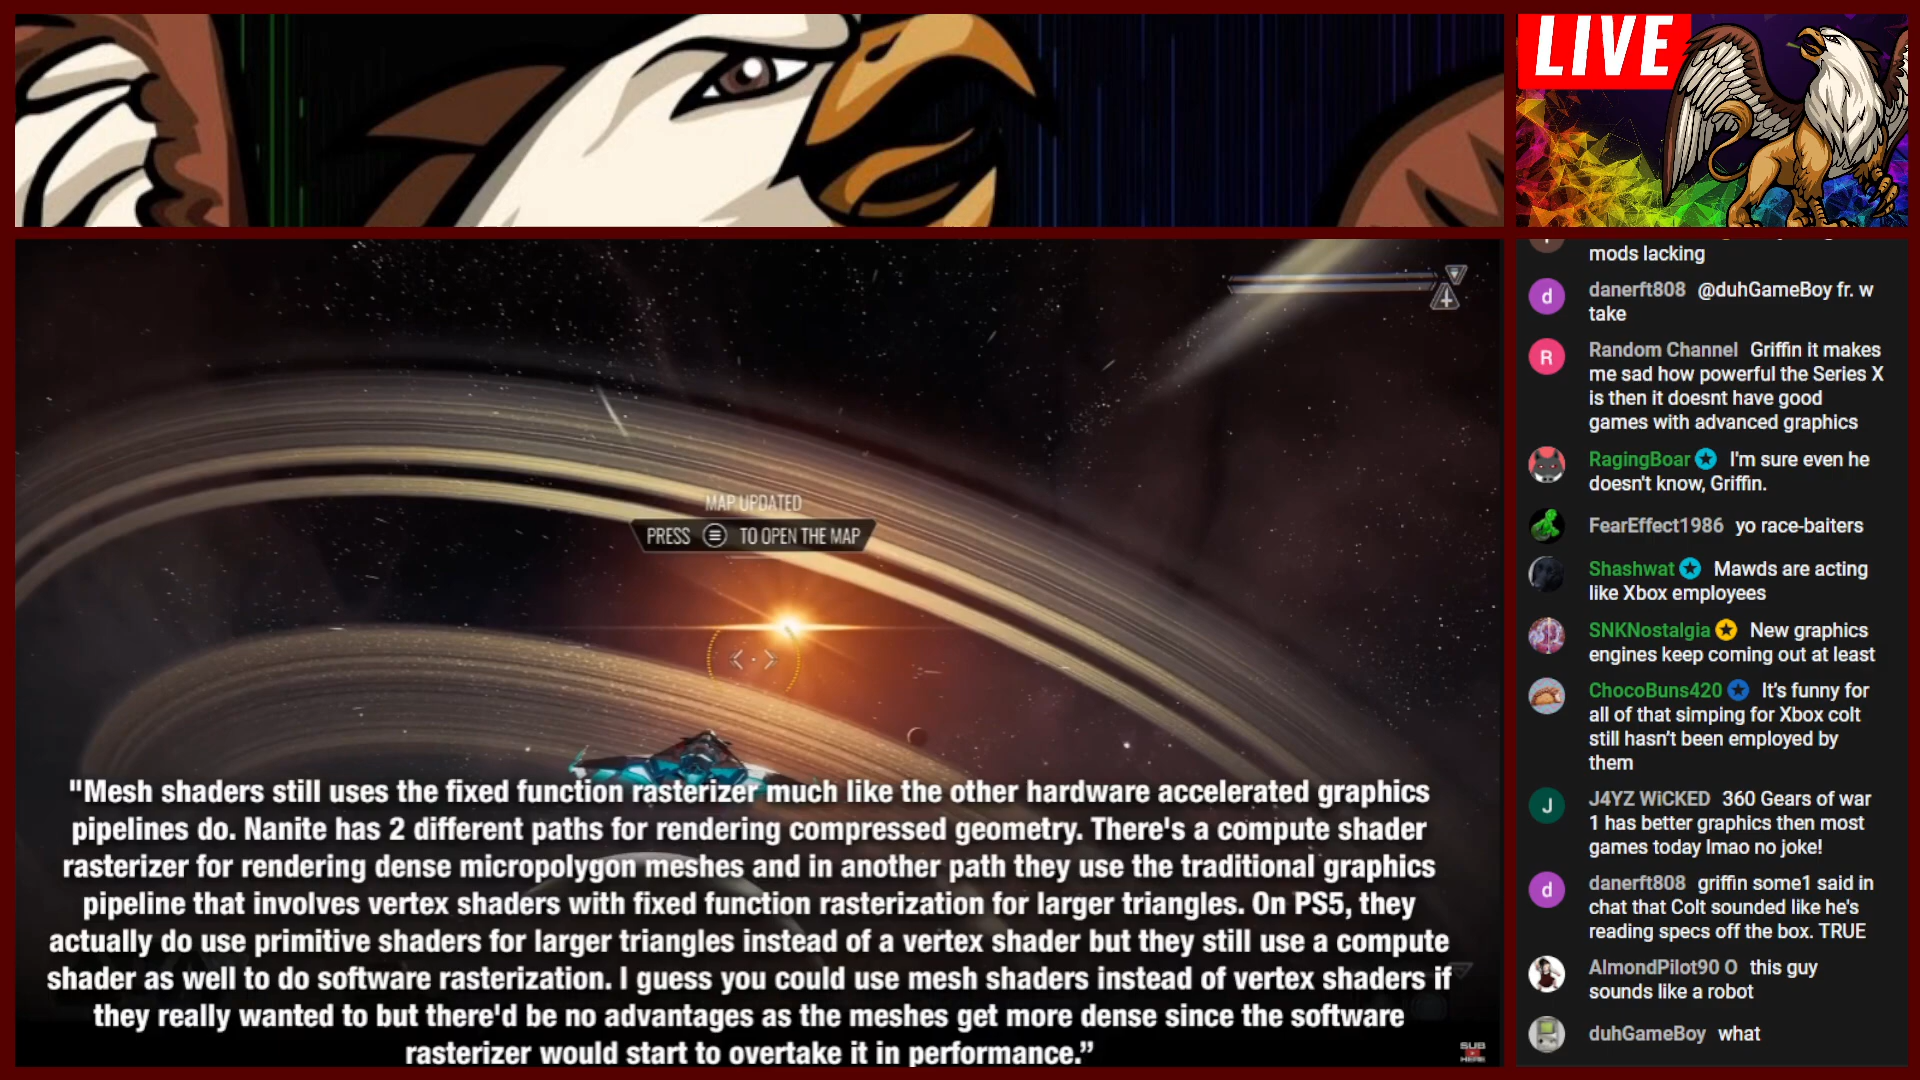 LIVE
MAP UPDATED
PRESS TO OPEN THE MAP
"Mesh shaders still uses the fixed function rasterizer much like the other hardware accelerated graphics
pipelines do. Nanite has 2 different paths for rendering compressed geometry. There's a compute shader
rasterizer for rendering dense micropolygon meshes and in another path they use the traditional graphics
pipeline that involves vertex shaders with fixed function rasterization for larger triangles. On PS5, they
actually do use primitive shaders for larger triangles instead of a vertex shader but they still use a compute
shader as well to do software rasterization. I guess you could use mesh shaders instead of vertex shaders if
they really wanted to but there'd be no advantages as the meshes get more dense since the software
rasterizer would start to overtake it in performance.”
SUB
HERE
mods lacking
d
danerft808 @duhGameBoy fr. w
take
R
Random Channel Griffin it makes
me sad how powerful the Series X
is then it doesnt have good
games with advanced graphics
RagingBoar I'm sure even he
doesn't know, Griffin.
FearEffect1986 yo race-baiters
Shashwat Mawds are acting
like Xbox employees
SNKNostalgia New graphics
engines keep coming out at least
ChocoBuns420 It's funny for
all of that simping for Xbox colt
still hasn't been employed by
them
J
J4YZ WiCKED 360 Gears of war
1 has better graphics then most
games today lmao no joke!
d
danerft808 griffin some1 said in
chat that Colt sounded like he's
reading specs off the box. TRUE
AlmondPilot90 O this guy
sounds like a robot
duhGameBoy what